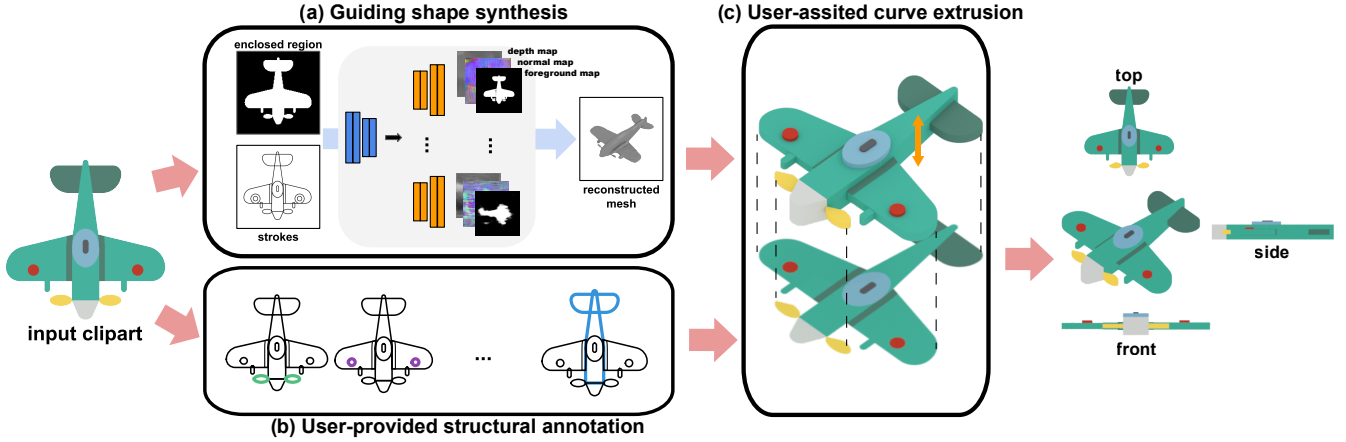 (a) Guiding shape synthesis
(c) User-assited curve extrusion
enclosed region
depth map
normal map
foreground map
strokes
...
...
reconstructed
mesh
input clipart
...
(b) User-provided structural annotation
top
side
front